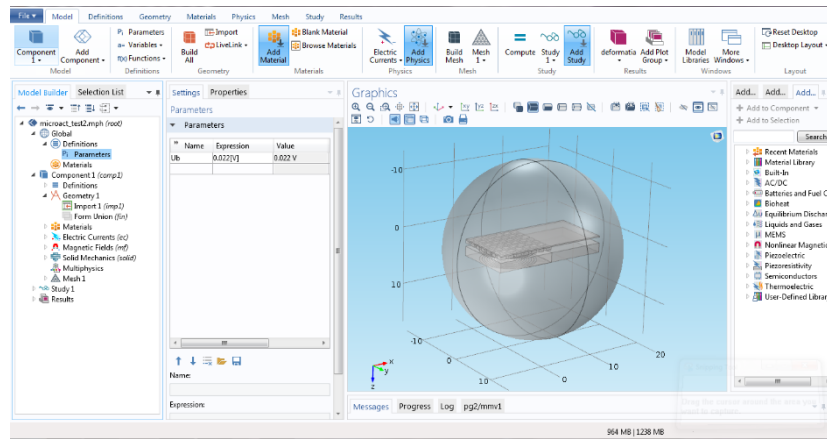 File
Model
Definitions
Geometry
Materials
Physics
Mesh
Study
Results
Component 1
Add Component
Model
Pi Parameters
a= Variables
f(x) Functions
Definitions
Build All
Import
LiveLink
Geometry
Add Material
Blank Material
Browse Materials
Materials
Electric Currents
Add Physics
Physics
Build Mesh
Mesh 1
Mesh
Compute
Study 1
Add Study
Study
deformatio
Add Plot Group
Results
Model Libraries
More Windows
Windows
Reset Desktop
Desktop Layout
Layout
Model Builder
Selection List
microact_test2.mph (root)
Global
Definitions
Pi Parameters
Materials
Component 1 (comp1)
Definitions
Geometry 1
Import 1 (imp1)
Form Union (fin)
Materials
Electric Currents (ec)
Magnetic Fields (mf)
Solid Mechanics (solid)
Multiphysics
Mesh 1
Study 1
Results
Settings
Properties
Parameters
Parameters
Name Expression Value
Ub 0.022[V] 0.022 V
Name:
Expression:
Graphics
-10
0
10
-10
0
10
0
10
20
x
y
z
Messages Progress Log pg2/mmv1
Add... Add... Add...
Add to Component
Add to Selection
Search
Recent Materials
Material Library
Built-In
AC/DC
Batteries and Fuel C
Bioheat
Equilibrium Dischar
Liquids and Gases
MEMS
Nonlinear Magneti
Piezoelectric
Piezoresistivity
Semiconductors
Thermoelectric
User-Defined Librar
964 MB | 1238 MB